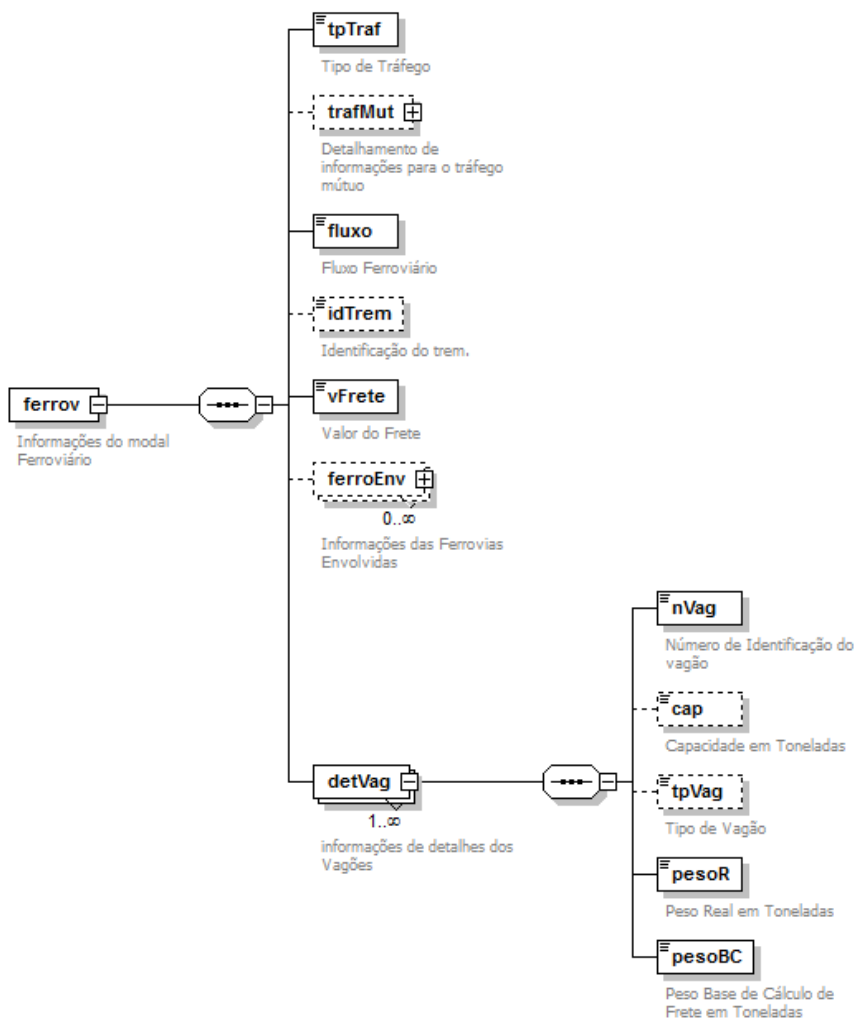 tpTraf
Tipo de Tráfego
trafMut
Detalhamento de
informações para o tráfego
mútuo
fluxo
Fluxo Ferroviário
idTrem
Identificação do trem.
ferrov
Informações do modal
Ferroviário
vFrete
Valor do Frete
ferroEnv
0..∞
Informações das Ferrovias
Envolvidas
detVag
1..∞
informações de detalhes dos
Vagões
nVag
Número de Identificação do
vagão
cap
Capacidade em Toneladas
tpVag
Tipo de Vagão
pesoR
Peso Real em Toneladas
pesoBC
Peso Base de Cálculo de
Frete em Toneladas